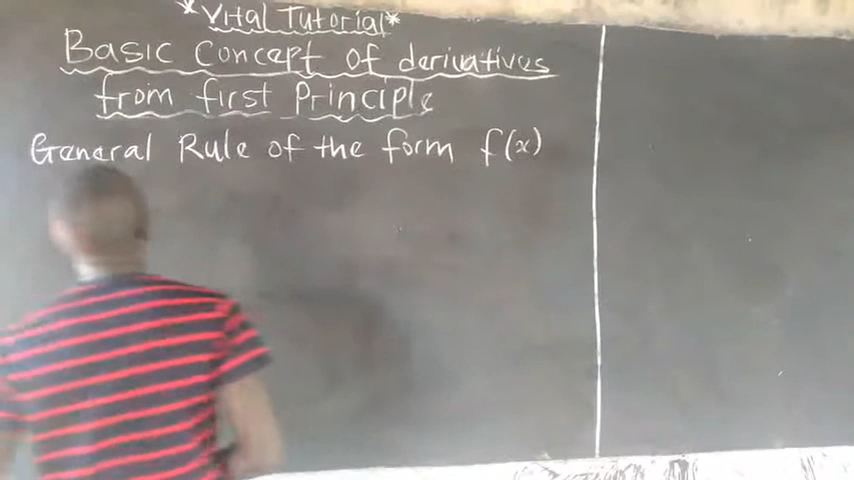 *Vital Tutorial*
Basic Concept of derivatives
from first Principle
General Rule of the form f(x)